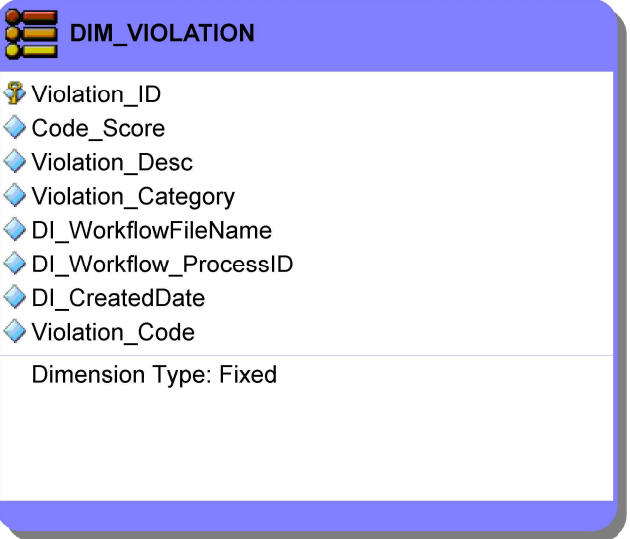 DIM_VIOLATION
Violation_ID
Code_Score
Violation_Desc
Violation_Category
DI_WorkflowFileName
DI_Workflow_ProcessID
DI_CreatedDate
Violation_Code
Dimension Type: Fixed